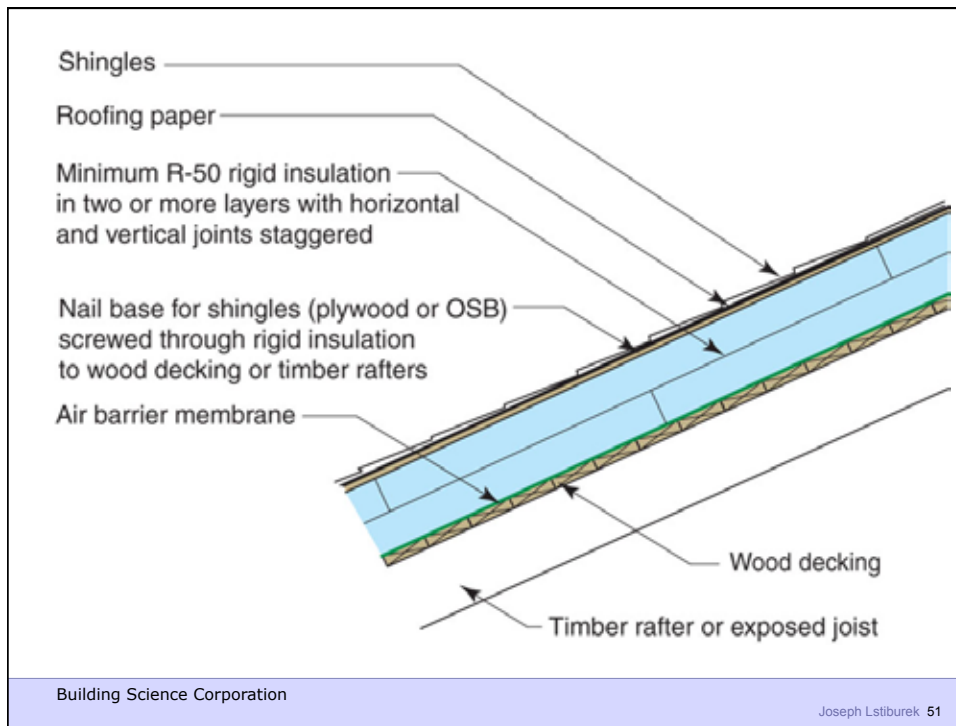 Shingles
Roofing paper
Minimum R-50 rigid insulation
in two or more layers with horizontal
and vertical joints staggered
Nail base for shingles (plywood or OSB)
screwed through rigid insulation
to wood decking or timber rafters
Air barrier membrane
Wood decking
Timber rafter or exposed joist
Building Science Corporation
Joseph Lstiburek 51